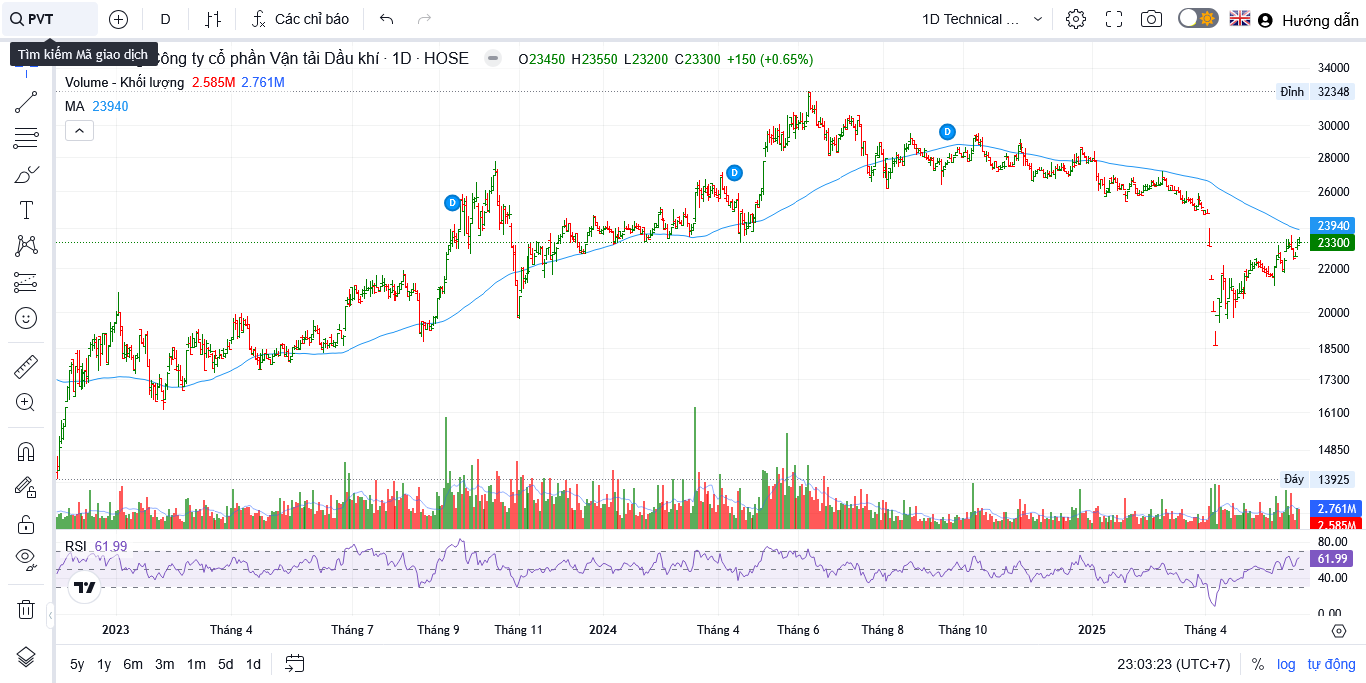 PVT
D
Các chỉ báo
1D Technical ...
Hướng dẫn
Tìm kiếm Mã giao dịch
Công ty cổ phần Vận tải Dầu khí · 1D · HOSE
O23450 H23550 L23200 C23300 +150 (+0.65%)
Volume - Khối lượng 2.585M 2.761M
MA 23940
34000
Đỉnh 32348
30000
28000
26000
23940
23300
22000
20000
18500
17300
16100
14850
Đáy 13925
2.761M
2.585M
D
D
D
RSI 61.99
80.00
61.99
40.00
0.00
2023 Tháng 4 Tháng 7 Tháng 9 Tháng 11 2024 Tháng 4 Tháng 6 Tháng 8 Tháng 10 2025 Tháng 4
5y 1y 6m 3m 1m 5d 1d
23:03:23 (UTC+7) % log tự động